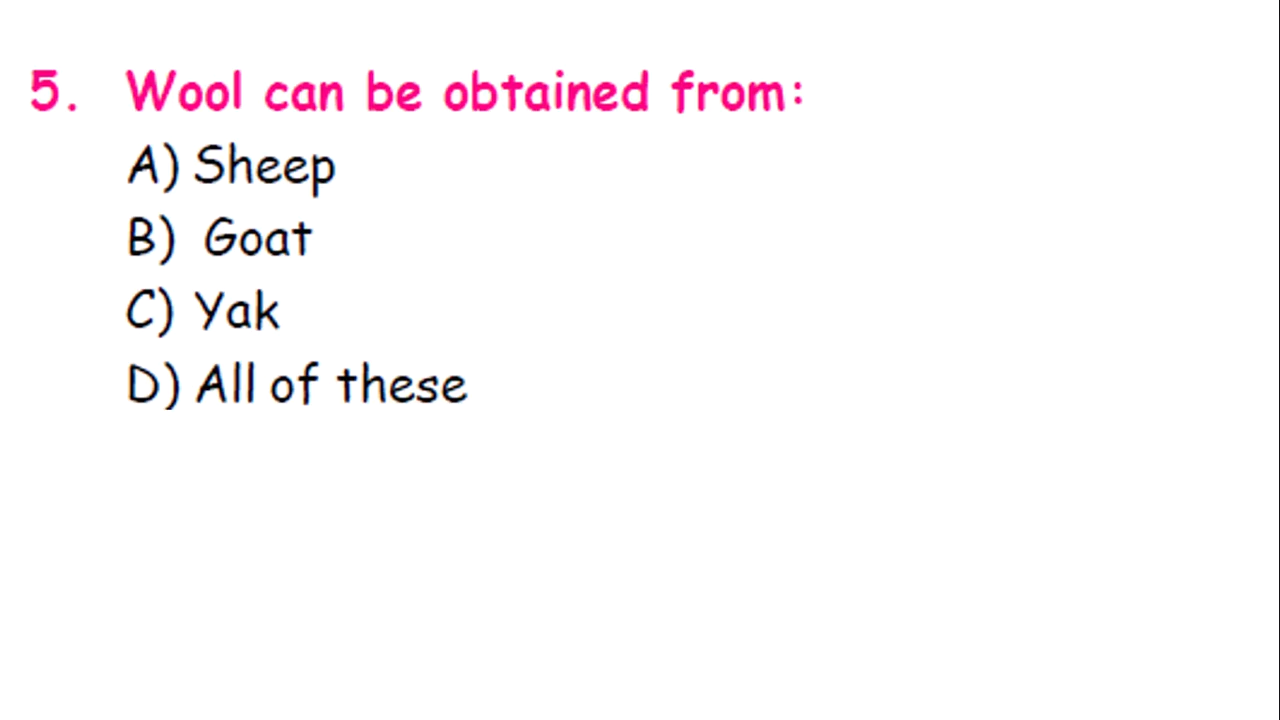 5. Wool can be obtained from:
A) Sheep
B) Goat
C) Yak
D) All of these